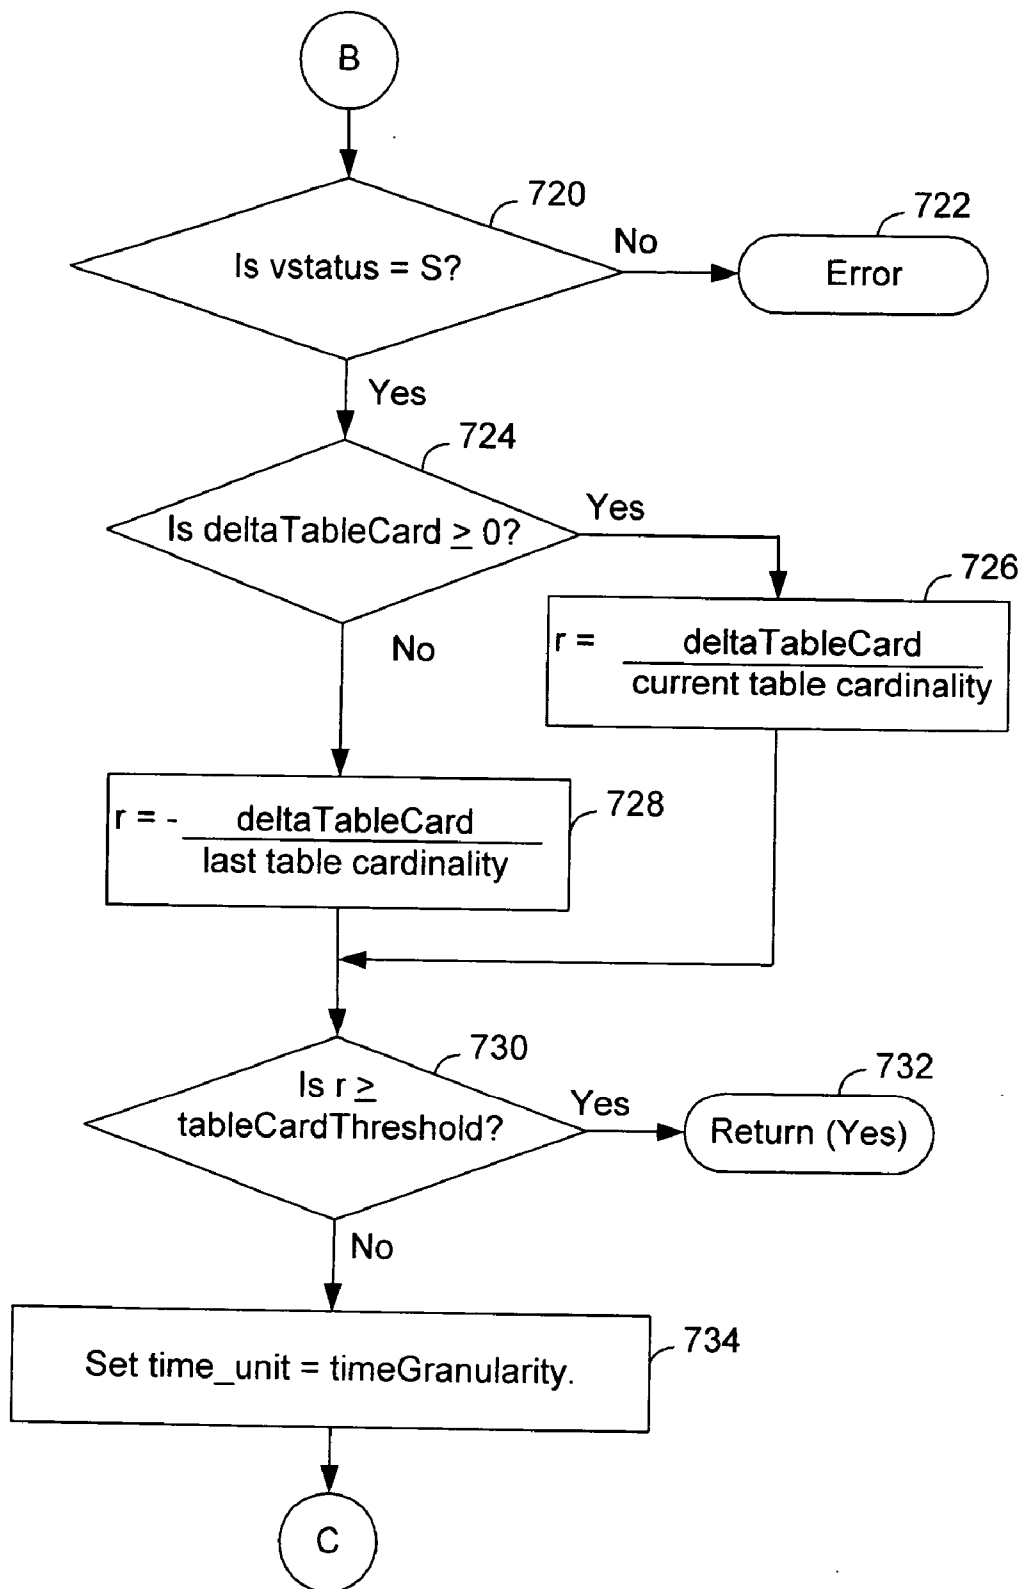 B
720
Is vstatus = S?
No
722
Error
Yes
724
Is deltaTableCard ≥ 0?
Yes
No
726
r = deltaTableCard
current table cardinality
728
r = - deltaTableCard
last table cardinality
730
Is r ≥
tableCardThreshold?
Yes
732
Return (Yes)
No
734
Set time_unit = timeGranularity.
C